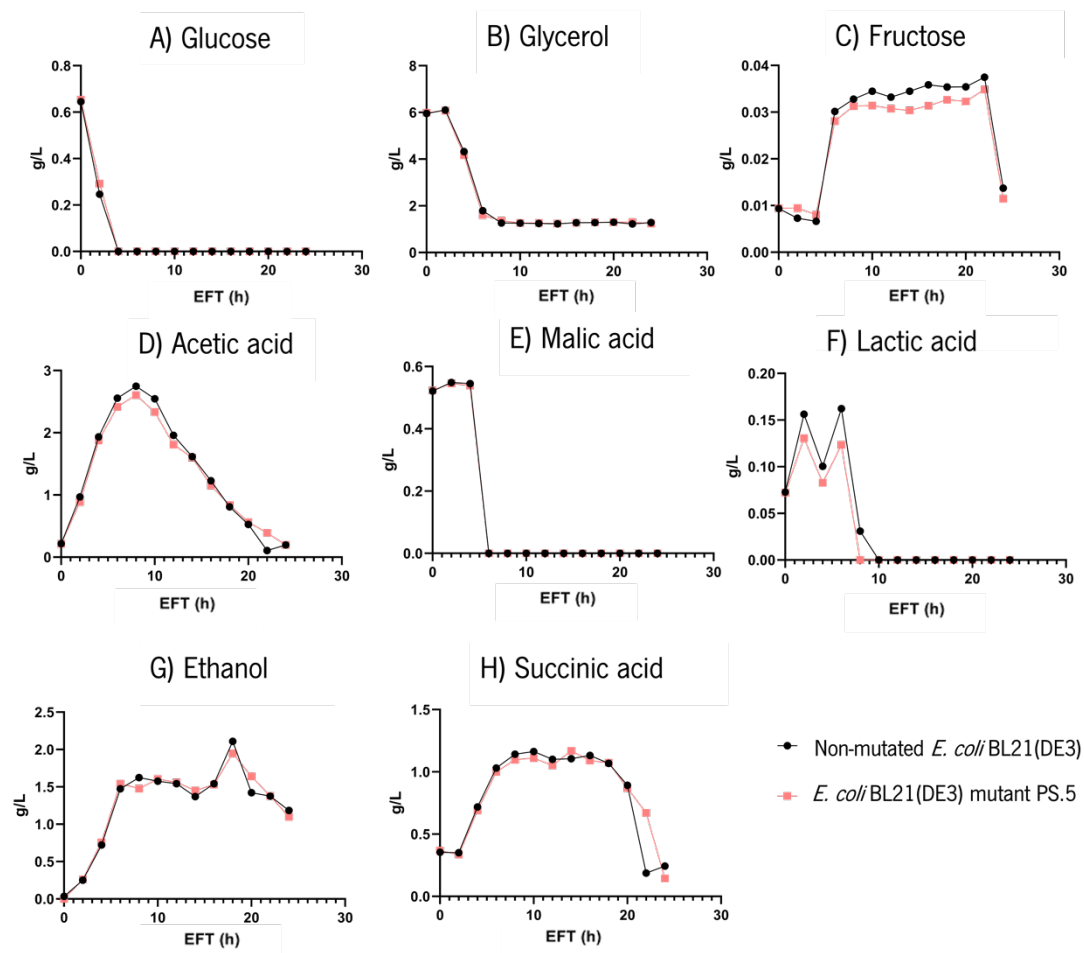 A) Glucose
g/L
0.8
0.6
0.4
0.2
0.0
0 10 20 30
EFT (h)
B) Glycerol
g/L
8
6
4
2
0
0 10 20 30
EFT (h)
C) Fructose
g/L
0.04
0.03
0.02
0.01
0.00
0 10 20 30
EFT (h)
D) Acetic acid
g/L
3
2
1
0
0 10 20 30
EFT (h)
E) Malic acid
g/L
0.6
0.4
0.2
0.0
0 10 20 30
EFT (h)
F) Lactic acid
g/L
0.20
0.15
0.10
0.05
0.00
0 10 20 30
EFT (h)
G) Ethanol
g/L
2.5
2.0
1.5
1.0
0.5
0.0
0 10 20 30
EFT (h)
H) Succinic acid
g/L
1.5
1.0
0.5
0.0
0 10 20 30
EFT (h)
Non-mutated E. coli BL21(DE3)
E. coli BL21(DE3) mutant PS.5